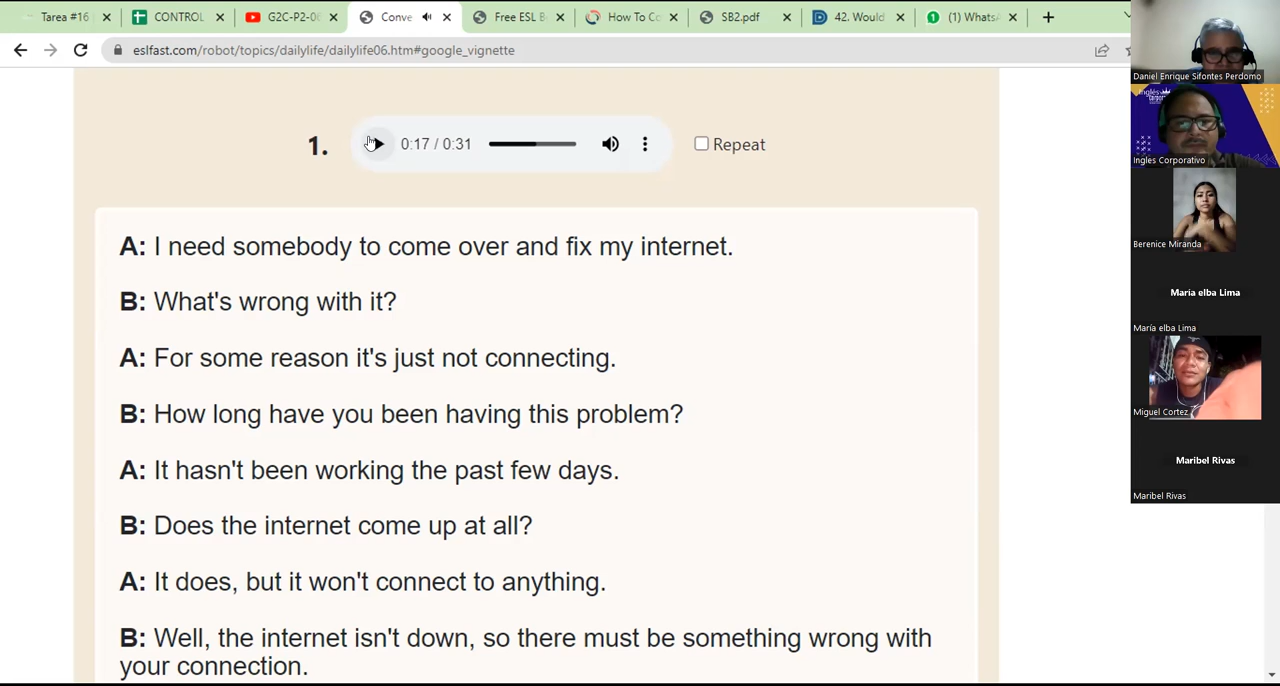 Tarea #16
CONTROL
G2C-P2-0
Conve
Free ESL B
How To Co
SB2.pdf
42. Would
(1) Whats
eslfast.com/robot/topics/dailylife/dailylife06.htm#google_vignette
1.
0:17 / 0:31
Repeat
A: I need somebody to come over and fix my internet.
B: What's wrong with it?
A: For some reason it's just not connecting.
B: How long have you been having this problem?
A: It hasn't been working the past few days.
B: Does the internet come up at all?
A: It does, but it won't connect to anything.
B: Well, the internet isn't down, so there must be something wrong with
your connection.
Daniel Enrique Sifontes Perdomo
Ingles Corporativo
Berenice Miranda
María elba Lima
María elba Lima
Miguel Cortez
Maribel Rivas
Maribel Rivas